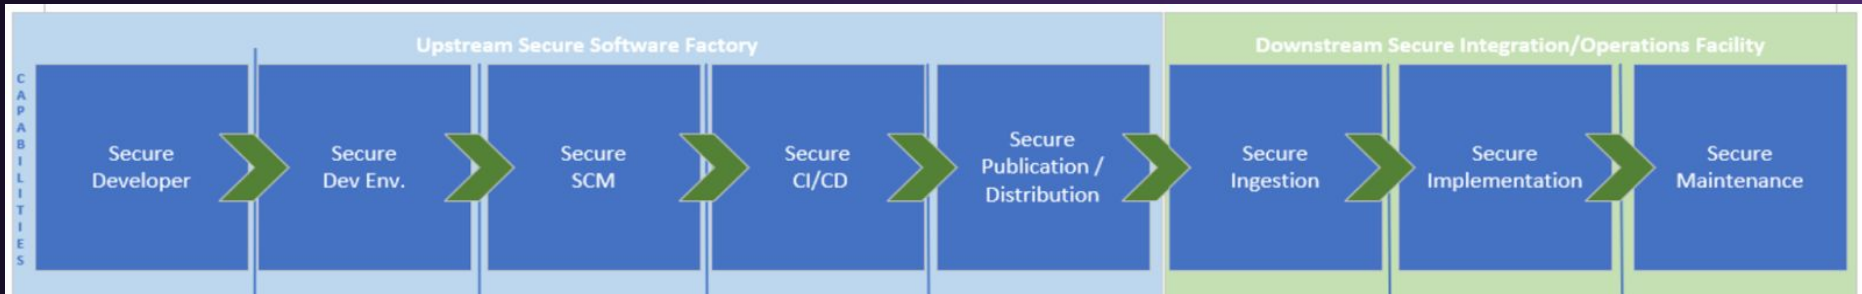 Upstream Secure Software Factory
Downstream Secure Integration/Operations Facility
CAPABILITIES
Secure
Developer
Secure
Dev Env.
Secure
SCM
Secure
CI/CD
Secure
Publication /
Distribution
Secure
Ingestion
Secure
Implementation
Secure
Maintenance